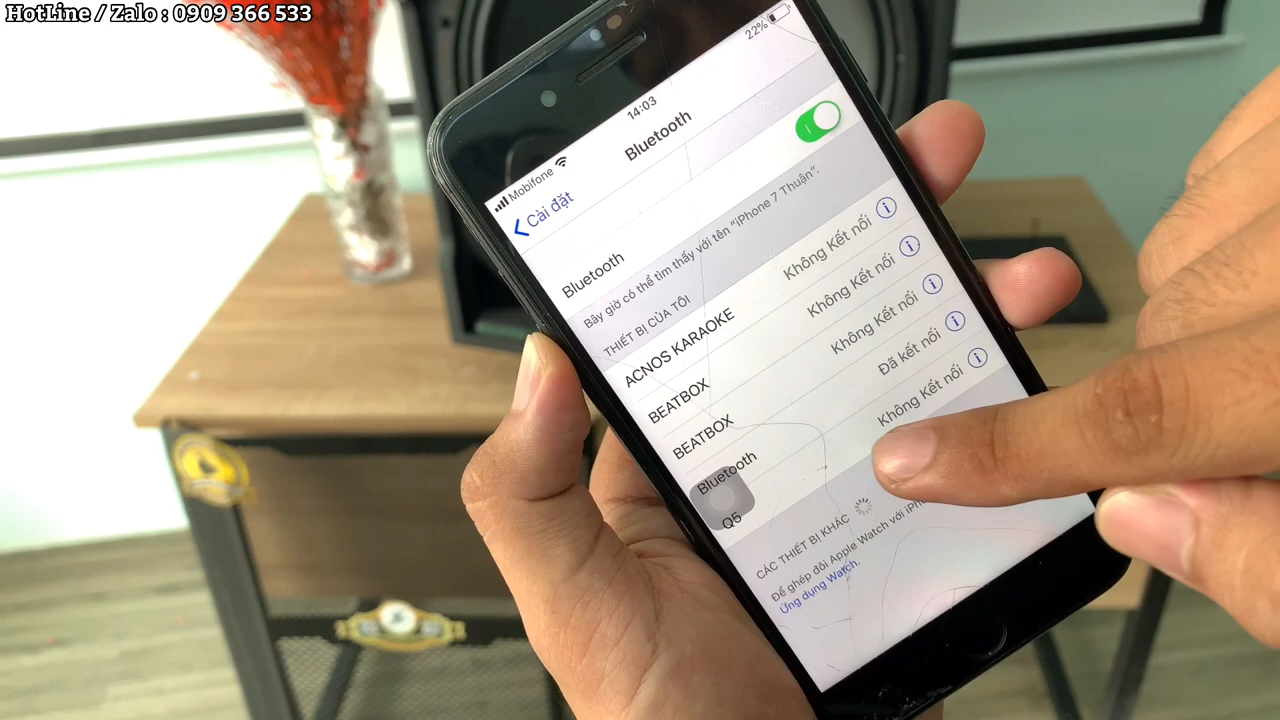 HotLine / Zalo : 0909 366 533
Mobifone 14:03 22%
Cài đặt Bluetooth
Bluetooth
Bây giờ có thể tìm thấy với tên “iPhone 7 Thuận”.
THIẾT BỊ CỦA TÔI
ACNOS KARAOKE Không Kết nối
BEATBOX Không Kết nối
BEATBOX Không Kết nối
Bluetooth Đã kết nối
Q5 Không Kết nối
CÁC THIẾT BỊ KHÁC
Để ghép đôi Apple Watch với
Ứng dụng Watch.